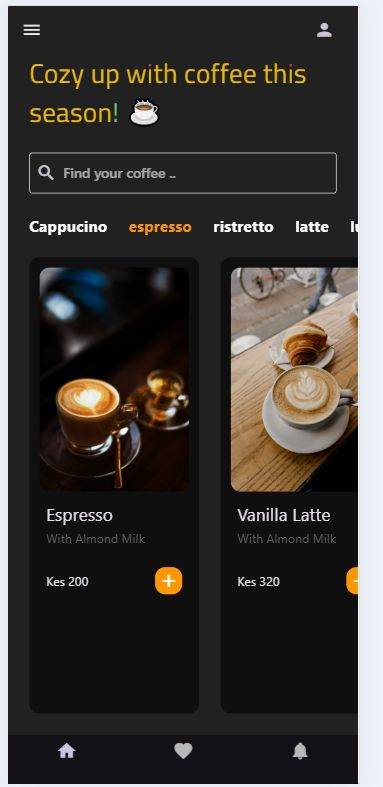 Cozy up with coffee this
season! ☕
Find your coffee ..
Cappucino espresso ristretto latte
Espresso
With Almond Milk
Kes 200
Vanilla Latte
With Almond Milk
Kes 320